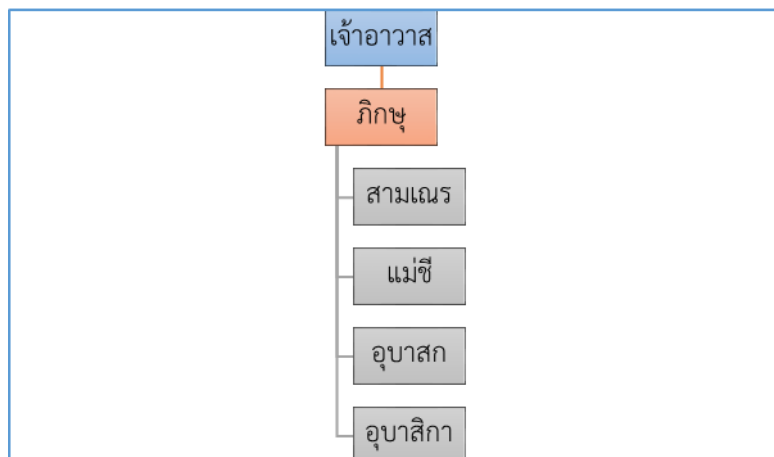 เจ้าอาวาส
ภิกษุ
สามเณร
แม่ชี
อุบาสก
อุบาสิกา